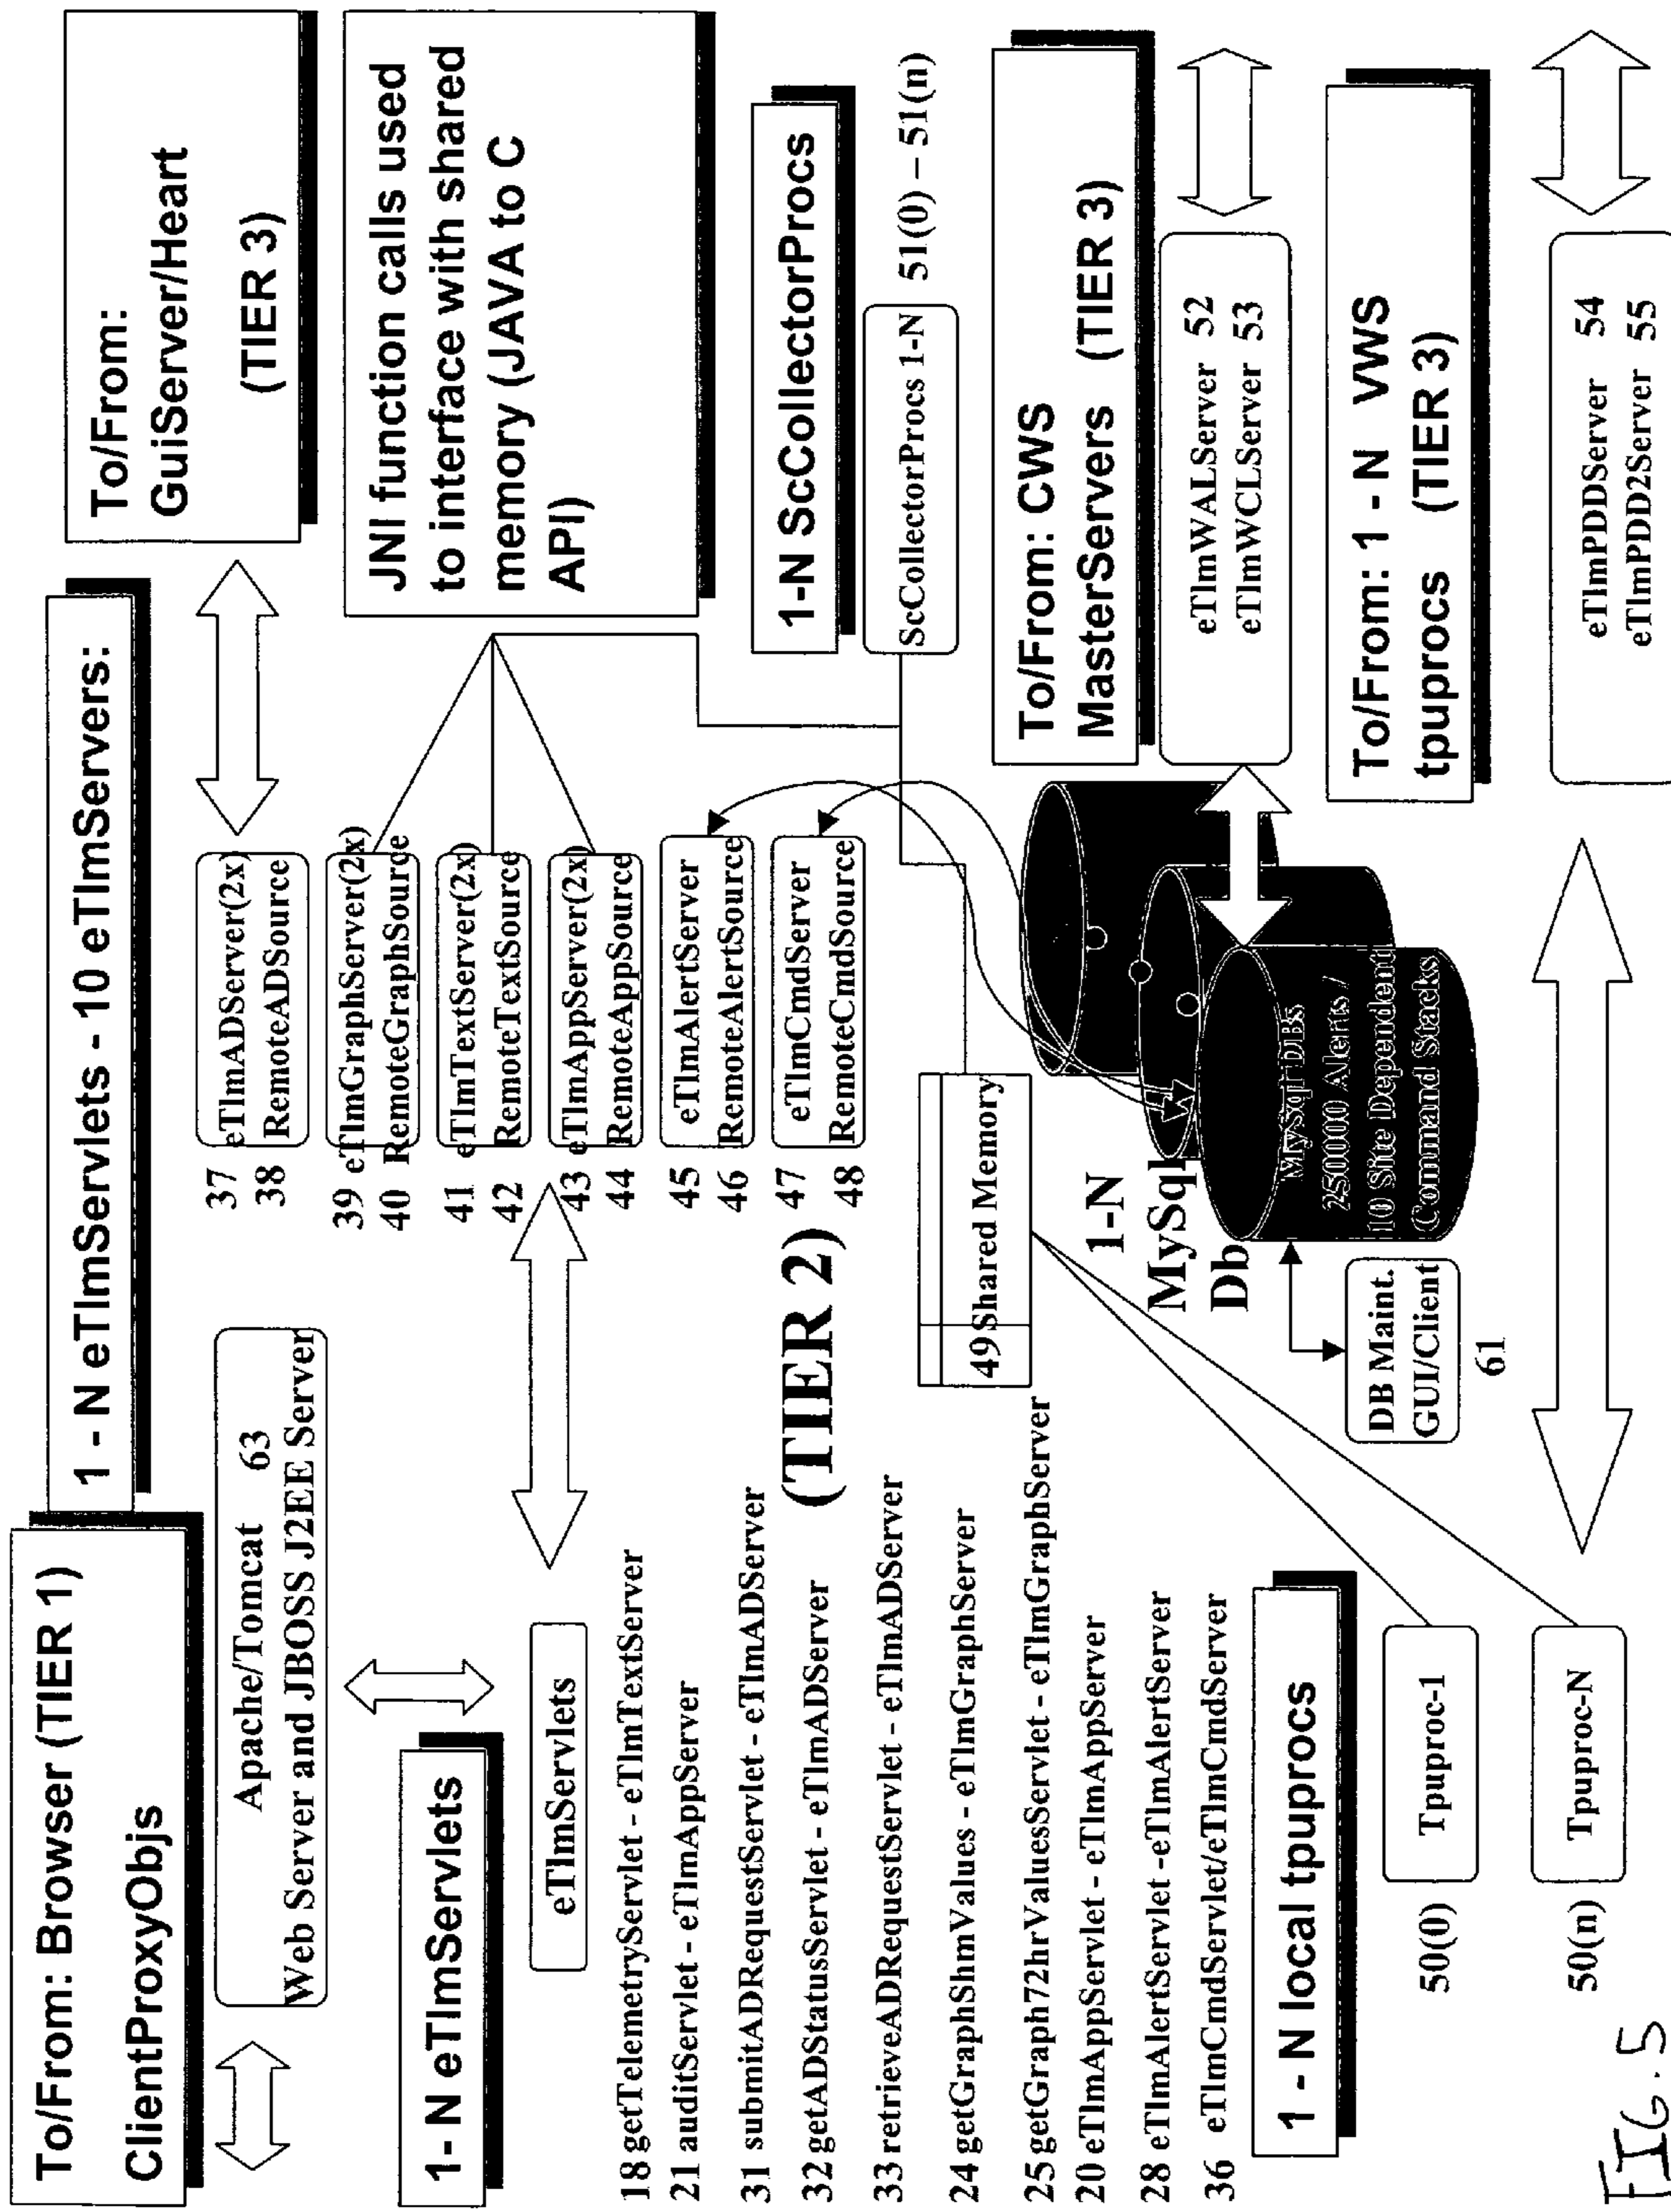 To/From: Browser (TIER 1)
ClientProxyObjs
1 - N eTlmServlets - 10 eTlmServers:
To/From:
GuiServer/Heart
(TIER 3)
Apache/Tomcat 63
Web Server and JBOSS J2EE Server
37 eTlmADServer(2x)
38 RemoteADSource
39 eTlmGraphServer(2x)
40 RemoteGraphSource
41 eTlmTextServer(2x)
42 RemoteTextSource
43 eTlmAppServer(2x)
44 RemoteAppSource
45 eTlmAlertServer
46 RemoteAlertSource
47 eTlmCmdServer
48 RemoteCmdSource
JNI function calls used
to interface with shared
memory (JAVA to C
API)
1- N eTlmServlets
eTlmServlets
18 getTelemetryServlet - eTlmTextServer
21 auditServlet - eTlmAppServer
31 submitADRequestServlet - eTlmADServer
32 getADStatusServlet - eTlmADServer
33 retrieveADRequestServlet - eTlmADServer
24 getGraphShmValues - eTlmGraphServer
25 getGraph72hrValuesServlet - eTlmGraphServer
20 eTlmAppServlet - eTlmAppServer
28 eTlmAlertServlet -eTlmAlertServer
36 eTlmCmdServlet/eTlmCmdServer
(TIER 2)
1-N ScCollectorProcs
ScCollectorProcs 1-N 51(0) – 51(n)
49 Shared Memory
To/From: CWS
MasterServers (TIER 3)
eTlmWALServer 52
eTlmWCLServer 53
1-N
MySql
Db
MySql DBs
250000 Alerts /
10 Site Dependent
Command Stacks
DB Maint.
GUI/Client
61
To/From: 1 - N VWS
tpuprocs (TIER 3)
eTlmPDDServer 54
eTlmPDD2Server 55
1 - N local tpuprocs
50(0) Tpuproc-1
50(n) Tpuproc-N
FIG. 5